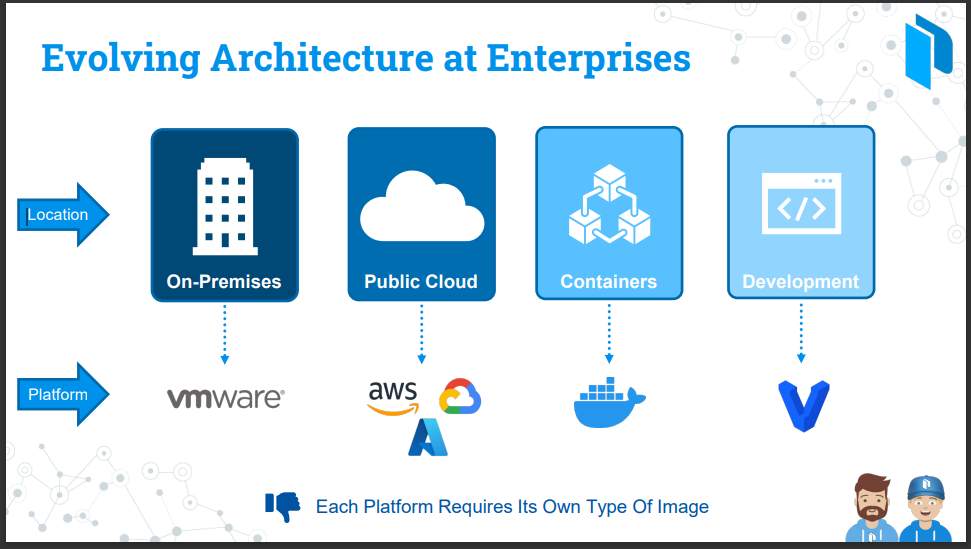 Evolving Architecture at Enterprises
Location
On-Premises
Public Cloud
</>
Containers
Development
Platform
vmware®
aws
Each Platform Requires Its Own Type Of Image